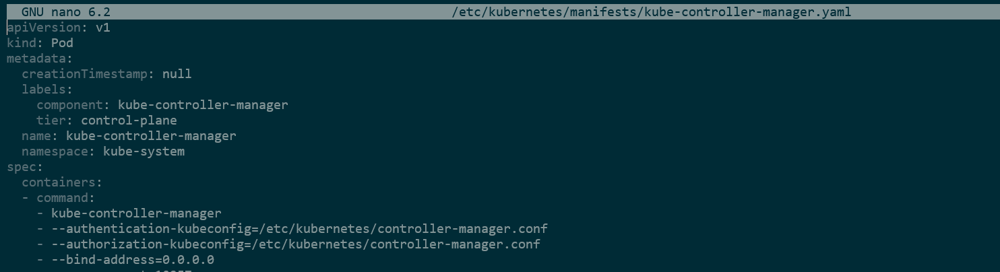 GNU nano 6.2 /etc/kubernetes/manifests/kube-controller-manager.yaml
apiVersion: v1
kind: Pod
metadata:
  creationTimestamp: null
  labels:
    component: kube-controller-manager
    tier: control-plane
  name: kube-controller-manager
  namespace: kube-system
spec:
  containers:
  - command:
    - kube-controller-manager
    - --authentication-kubeconfig=/etc/kubernetes/controller-manager.conf
    - --authorization-kubeconfig=/etc/kubernetes/controller-manager.conf
    - --bind-address=0.0.0.0